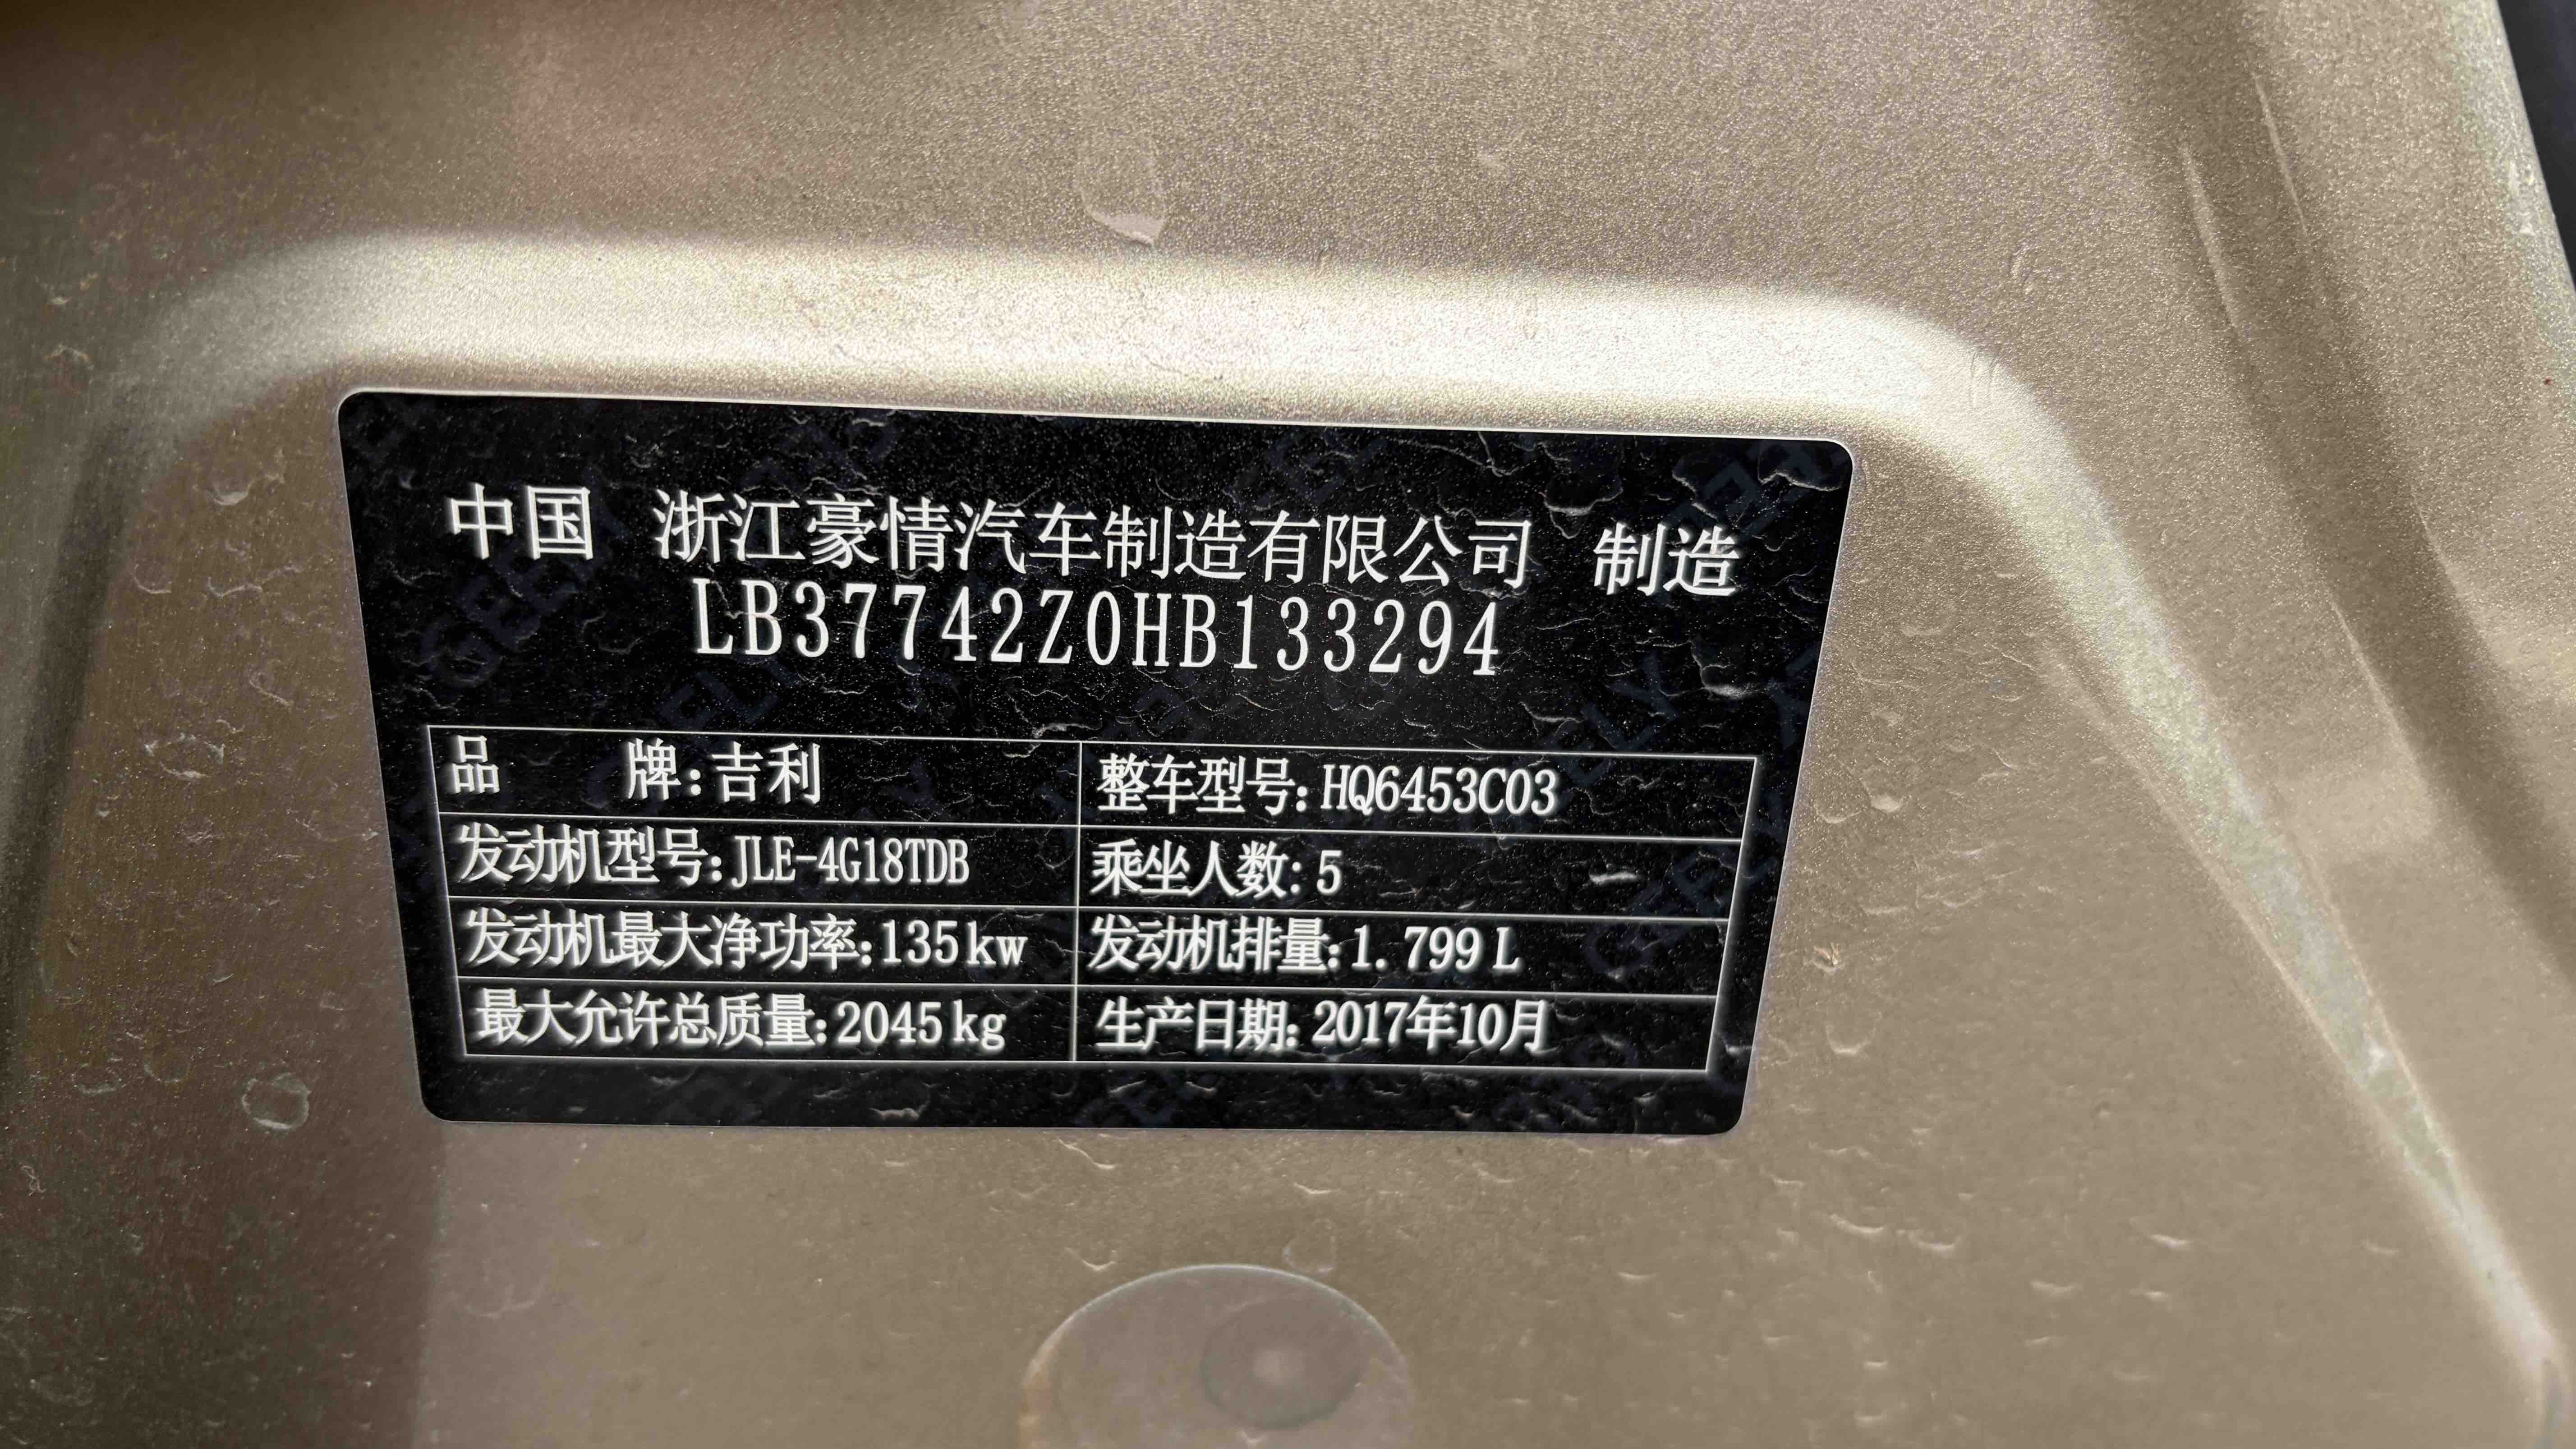 中国 浙江豪情汽车制造有限公司 制造
LB37742Z0HB133294
品 牌:吉利 整车型号:HQ6453C03
发动机型号:JLE-4G18TDB 乘坐人数:5
发动机最大净功率:135kw 发动机排量:1.799L
最大允许总质量:2045kg 生产日期:2017年10月
GEELY